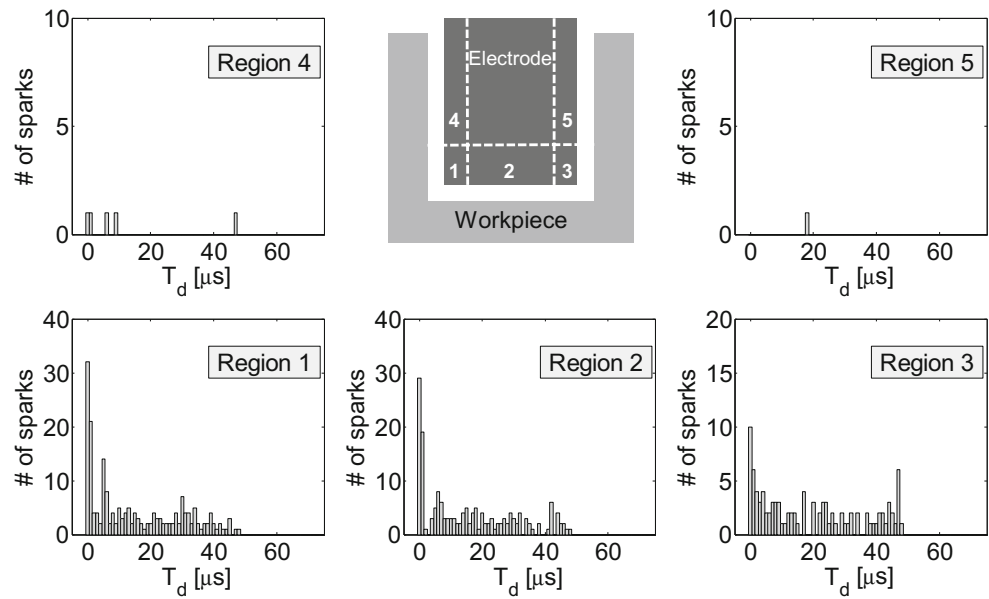 10
5
0
# of sparks
Region 4
0 20 40 60
T_d [μs]
Electrode
4 5
1 2 3
Workpiece
10
5
0
# of sparks
Region 5
0 20 40 60
T_d [μs]
40
30
20
10
0
# of sparks
Region 1
0 20 40 60
T_d [μs]
40
30
20
10
0
# of sparks
Region 2
0 20 40 60
T_d [μs]
20
15
10
5
0
# of sparks
Region 3
0 20 40 60
T_d [μs]